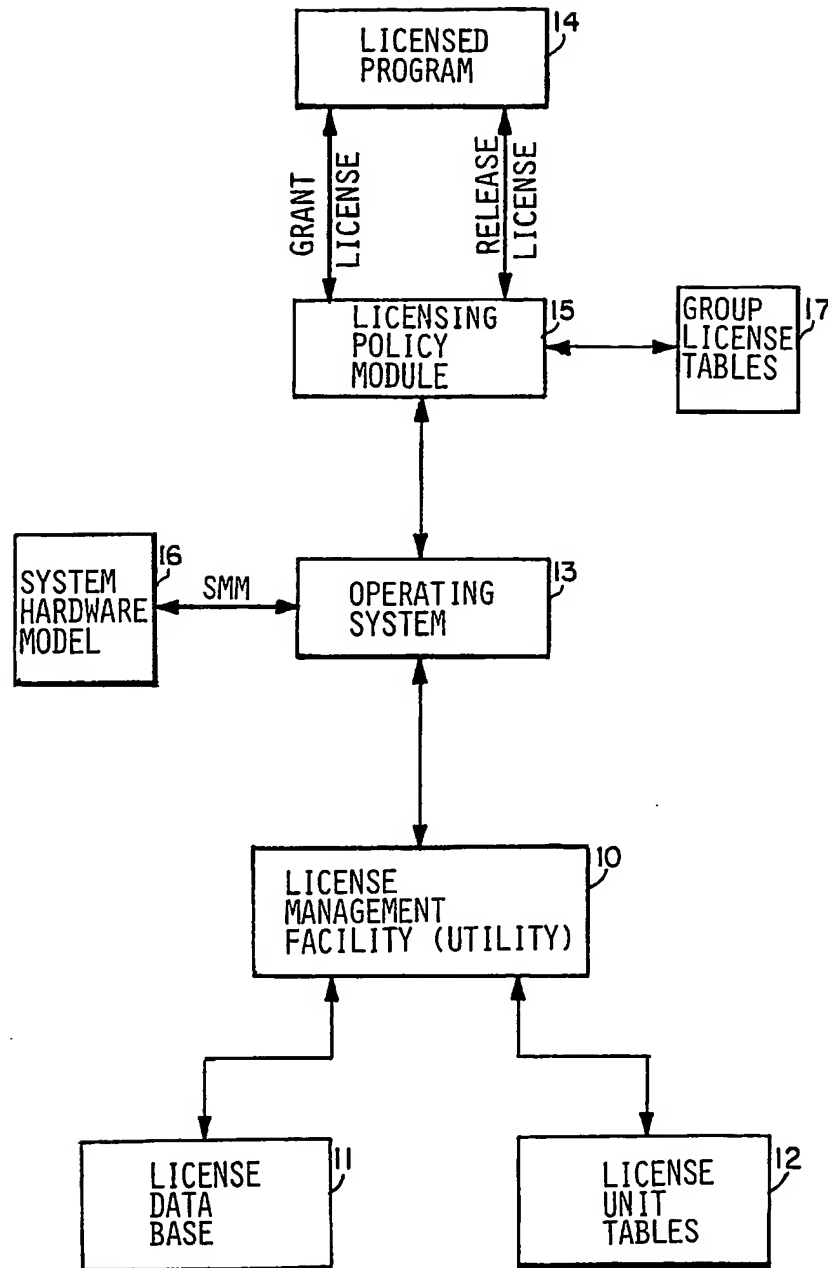 14
LICENSED
PROGRAM
GRANT
LICENSE
RELEASE
LICENSE
LICENSING
POLICY
MODULE
15
GROUP
LICENSE
TABLES
17
SYSTEM
HARDWARE
MODEL
16
SMM
OPERATING
SYSTEM
13
LICENSE
MANAGEMENT
FACILITY (UTILITY)
10
LICENSE
DATA
BASE
11
LICENSE
UNIT
TABLES
12